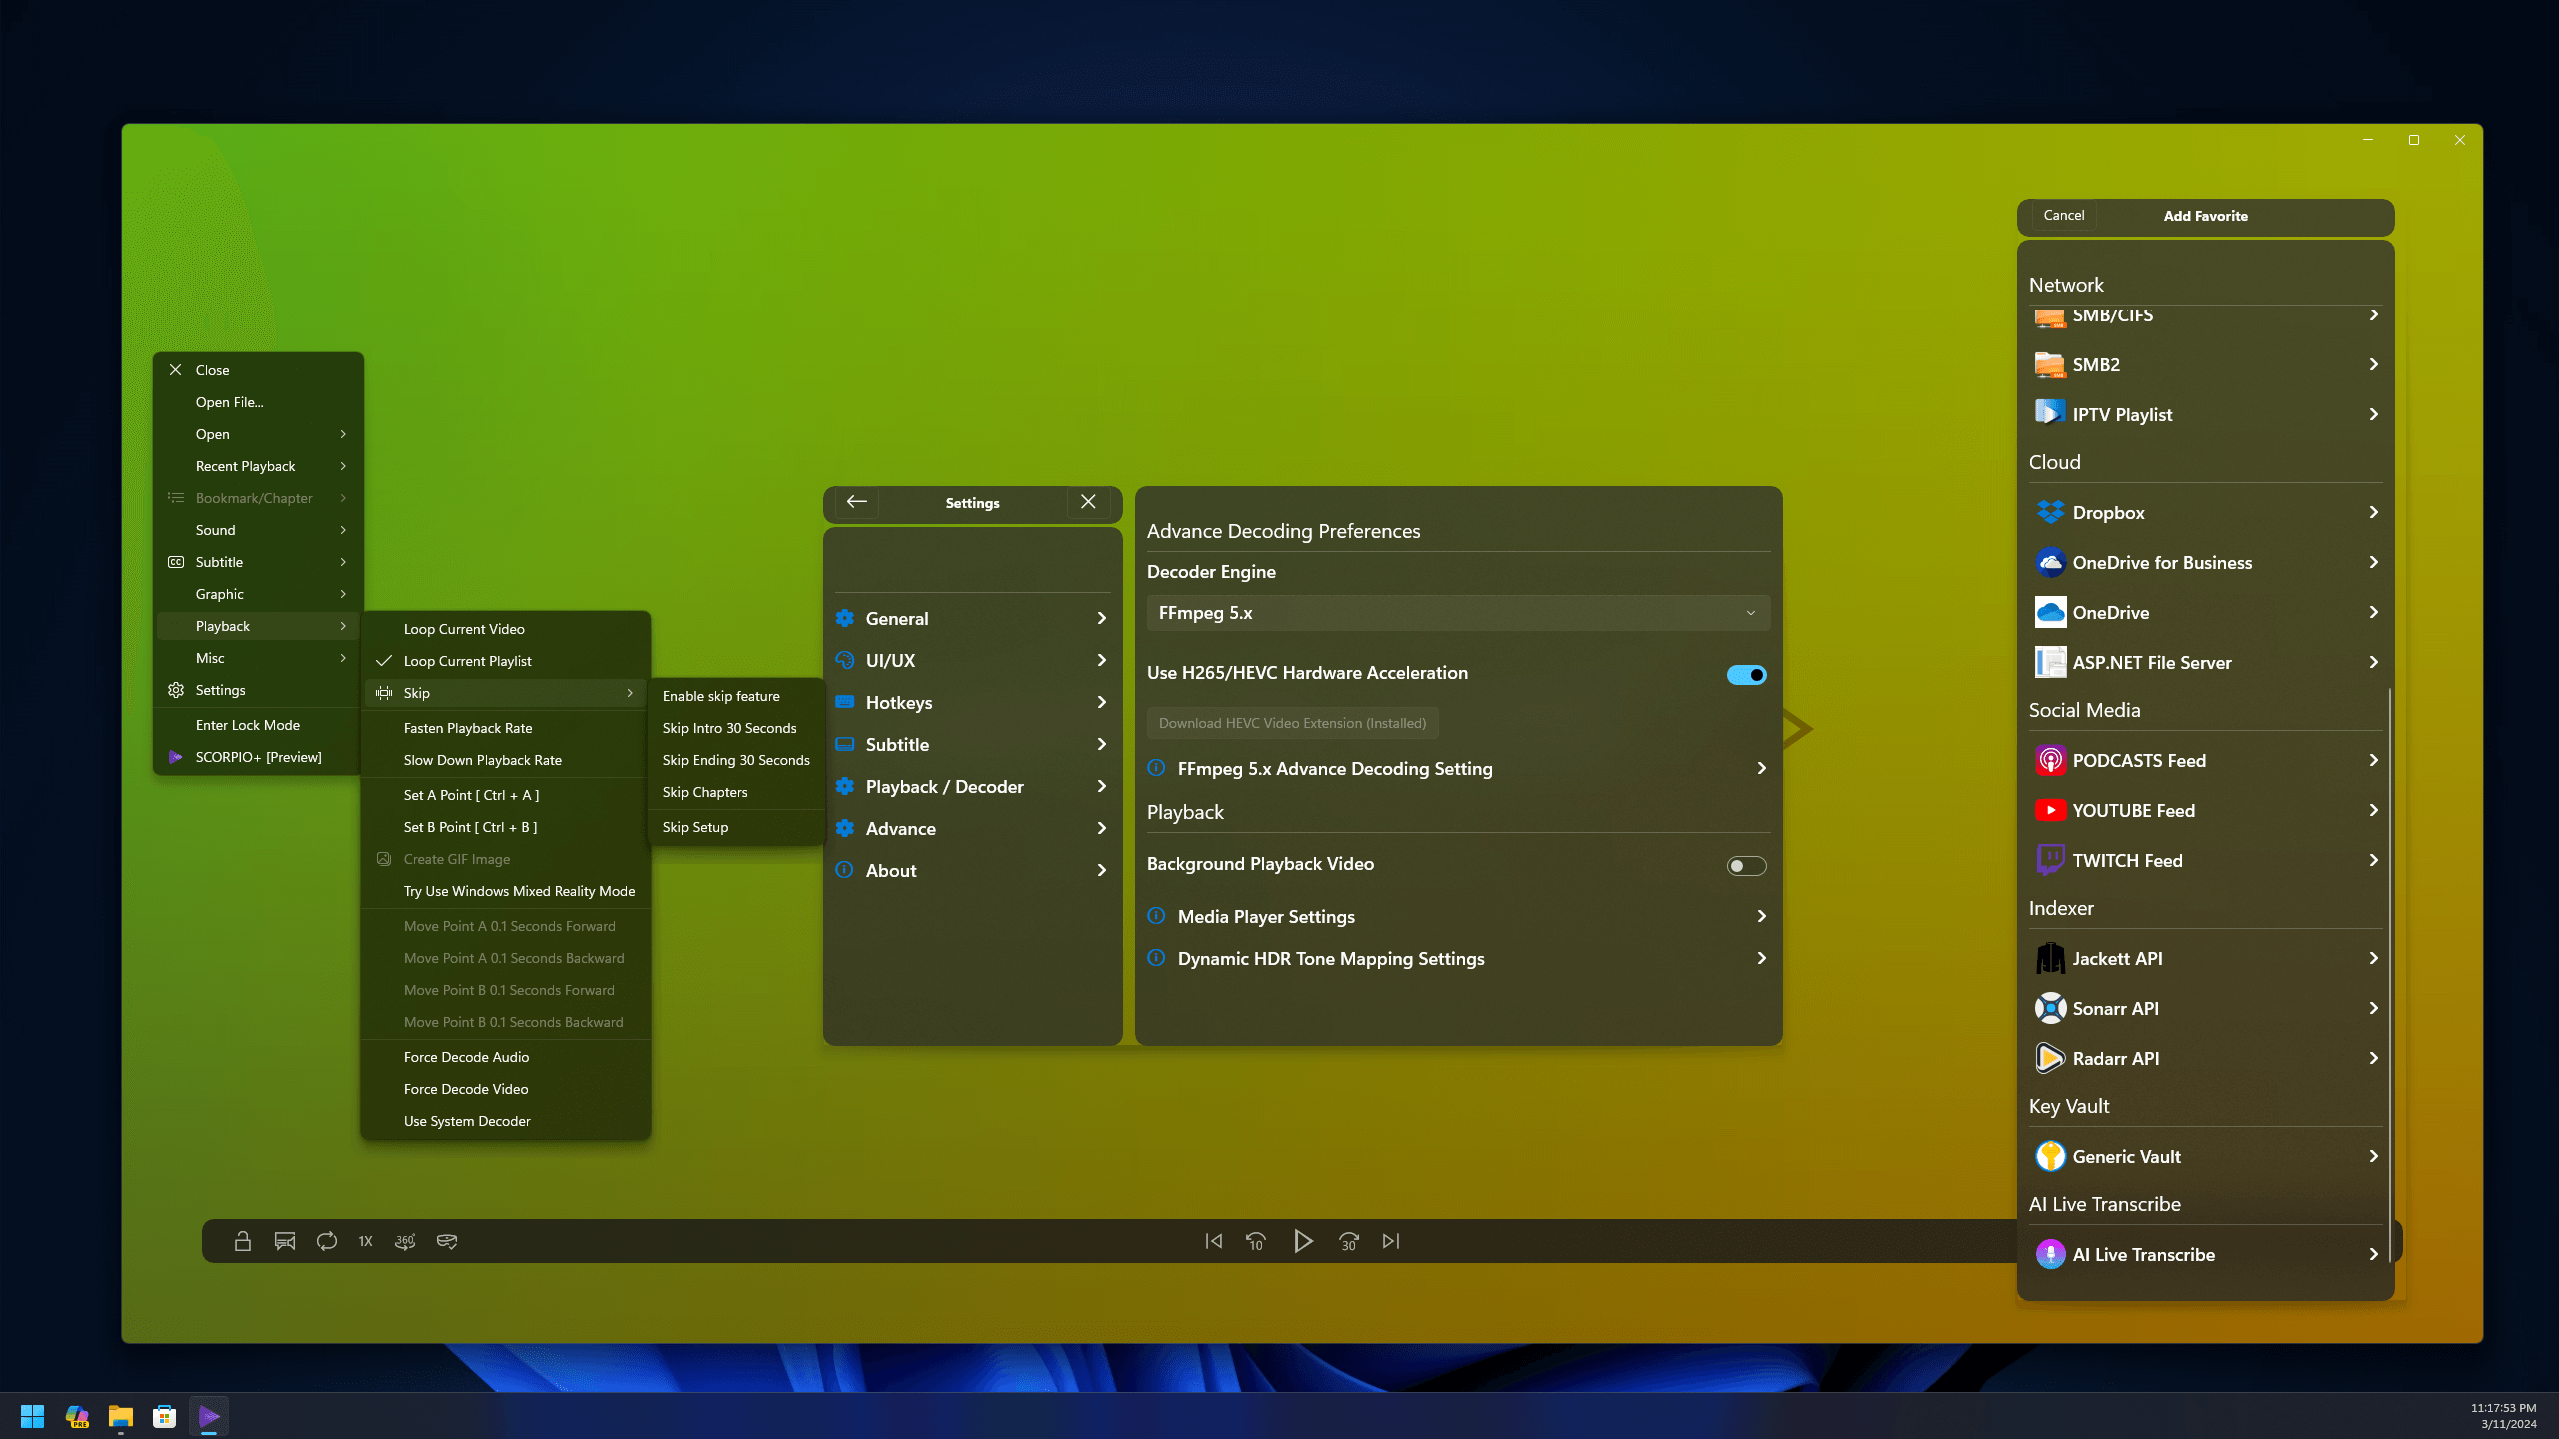 Cancel
Add Favorite
Network
SMB/CIFS
SMB2
IPTV Playlist
Cloud
Dropbox
OneDrive for Business
OneDrive
ASP.NET File Server
Social Media
PODCASTS Feed
YOUTUBE Feed
TWITCH Feed
Indexer
Jackett API
Sonarr API
Radarr API
Key Vault
Generic Vault
AI Live Transcribe
AI Live Transcribe
Close
Open File...
Open
Recent Playback
Bookmark/Chapter
Sound
CC Subtitle
Graphic
Playback
Misc
Settings
Enter Lock Mode
SCORPIO+ [Preview]
Loop Current Video
Loop Current Playlist
Skip
Fasten Playback Rate
Slow Down Playback Rate
Set A Point [ Ctrl + A ]
Set B Point [ Ctrl + B ]
Create GIF Image
Try Use Windows Mixed Reality Mode
Move Point A 0.1 Seconds Forward
Move Point A 0.1 Seconds Backward
Move Point B 0.1 Seconds Forward
Move Point B 0.1 Seconds Backward
Force Decode Audio
Force Decode Video
Use System Decoder
Enable skip feature
Skip Intro 30 Seconds
Skip Ending 30 Seconds
Skip Chapters
Skip Setup
Settings
General
UI/UX
Hotkeys
Subtitle
Playback / Decoder
Advance
About
Advance Decoding Preferences
Decoder Engine
FFmpeg 5.x
Use H265/HEVC Hardware Acceleration
Download HEVC Video Extension (Installed)
FFmpeg 5.x Advance Decoding Setting
Playback
Background Playback Video
Media Player Settings
Dynamic HDR Tone Mapping Settings
1X
360°
10
30
PRE
11:17:53 PM
3/11/2024